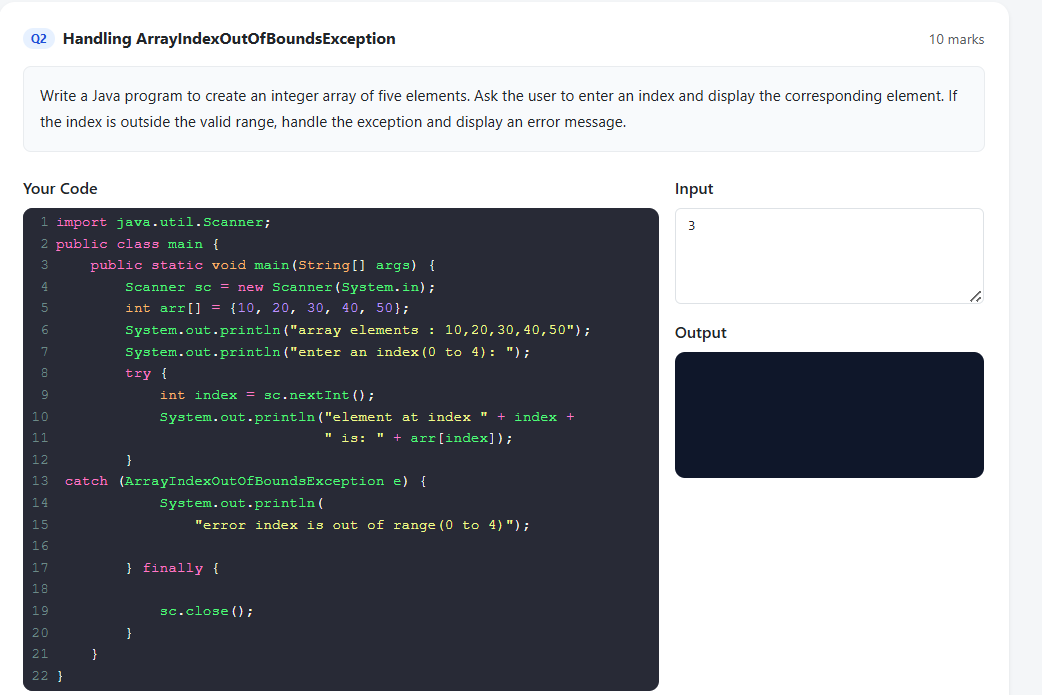 Q2 Handling ArrayIndexOutOfBoundsException 10 marks
Write a Java program to create an integer array of five elements. Ask the user to enter an index and display the corresponding element. If
the index is outside the valid range, handle the exception and display an error message.
Your Code
1 import java.util.Scanner;
2 public class main {
3     public static void main(String[] args) {
4         Scanner sc = new Scanner(System.in);
5         int arr[] = {10, 20, 30, 40, 50};
6         System.out.println("array elements : 10,20,30,40,50");
7         System.out.println("enter an index(0 to 4): ");
8         try {
9             int index = sc.nextInt();
10             System.out.println("element at index " + index +
11                                " is: " + arr[index]);
12         }
13  catch (ArrayIndexOutOfBoundsException e) {
14             System.out.println(
15                 "error index is out of range(0 to 4)");
16
17         } finally {
18
19             sc.close();
20         }
21     }
22 }
Input
3
Output